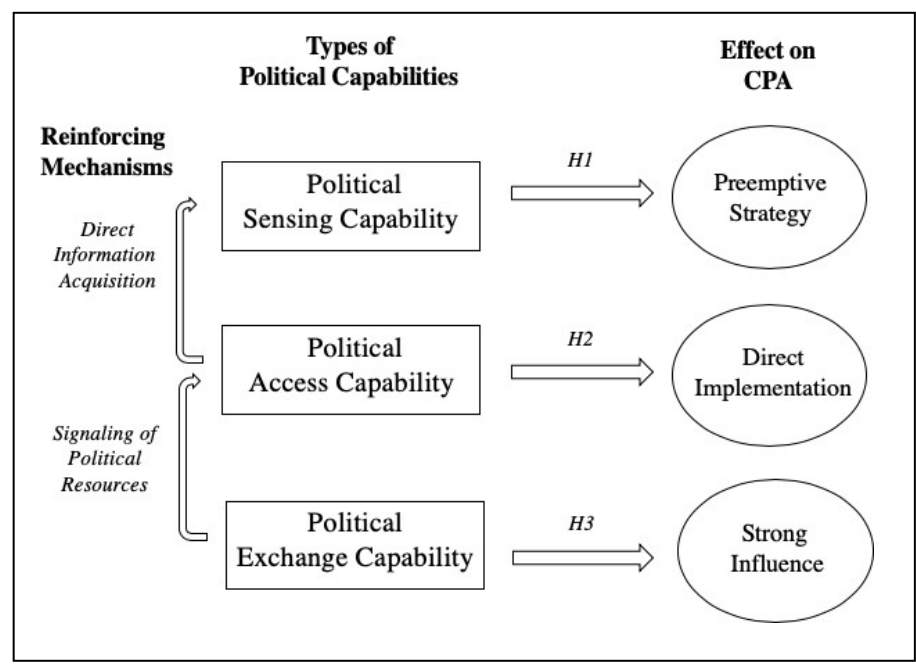 Types of
Political Capabilities
Effect on
CPA
Reinforcing
Mechanisms
Direct
Information
Acquisition
Political
Sensing Capability
H1
Preemptive
Strategy
Political
Access Capability
H2
Direct
Implementation
Signaling of
Political
Resources
Political
Exchange Capability
H3
Strong
Influence